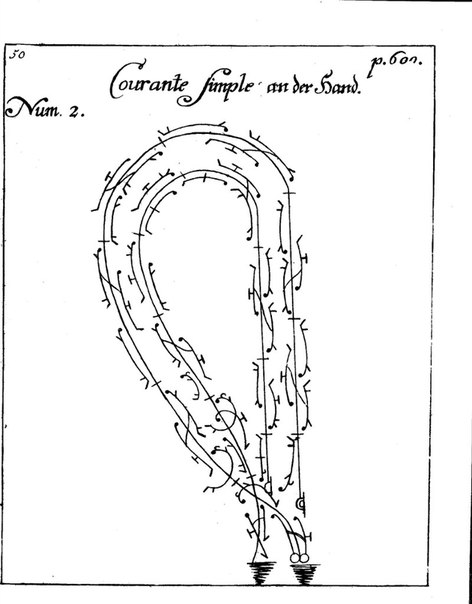 50
p. 602.
Courante simple an der Hand.
Num. 2.